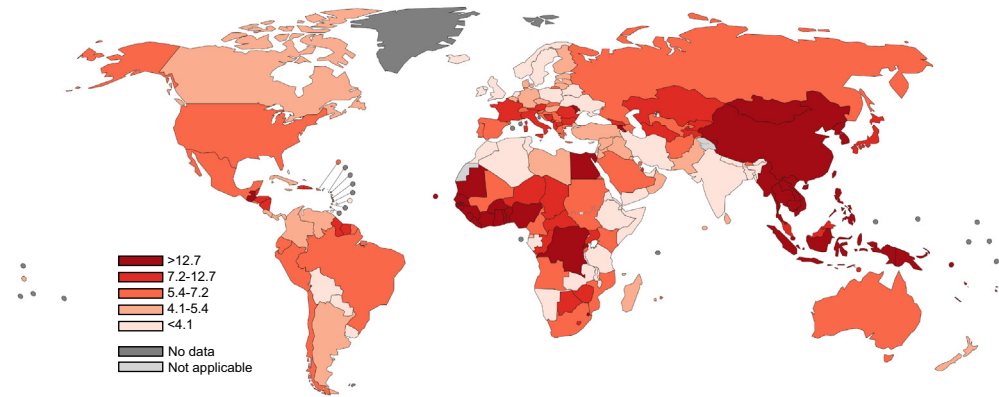 >12.7
7.2-12.7
5.4-7.2
4.1-5.4
<4.1
No data
Not applicable